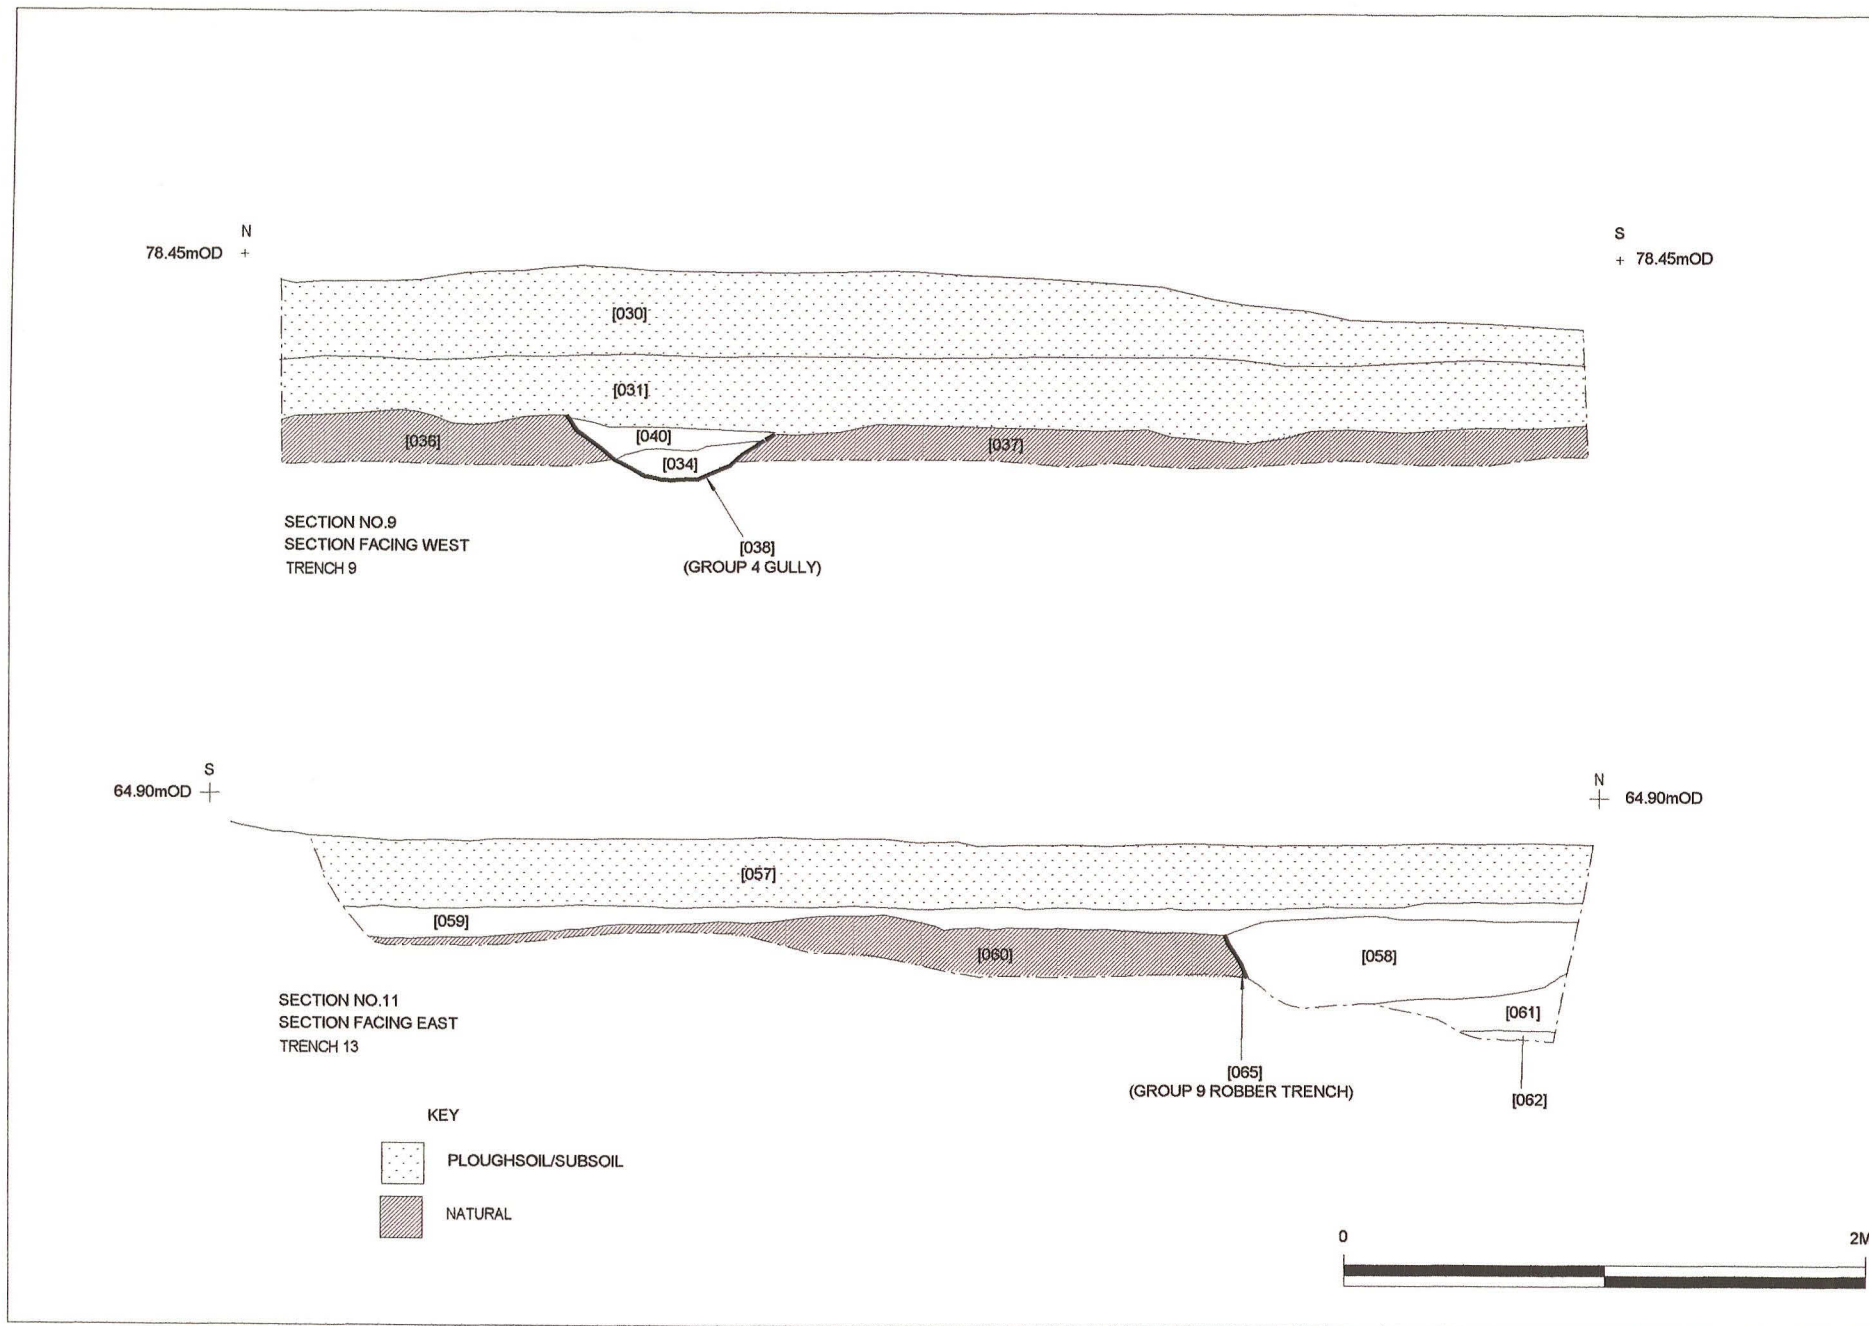 N
S
78.45mOD
78.45mOD
[030]
[031]
[036]
[040]
[034]
[037]
SECTION NO.9
SECTION FACING WEST
TRENCH 9
[038]
(GROUP 4 GULLY)
S
N
64.90mOD
64.90mOD
[057]
[059]
[060]
[058]
[061]
SECTION NO.11
SECTION FACING EAST
TRENCH 13
[065]
(GROUP 9 ROBBER TRENCH)
[062]
KEY
PLOUGHSOIL/SUBSOIL
NATURAL
0
2M